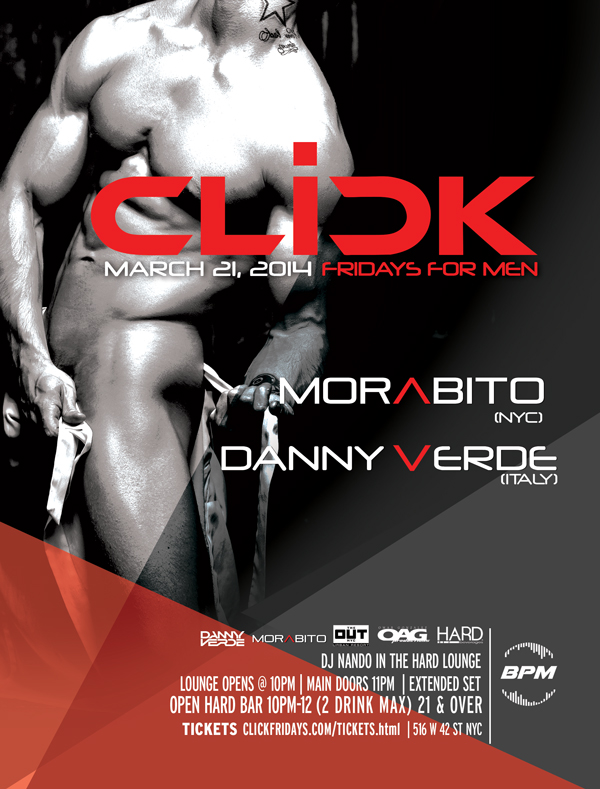 CLiCK
MARCH 21, 2014 FRIDAYS FOR MEN
MORABITO
(NYC)
DANNY VERDE
(ITALY)
DANNY VERDE MORABITO THE OUT OAG HARD
DJ NANDO IN THE HARD LOUNGE
BPM
LOUNGE OPENS @ 10PM | MAIN DOORS 11PM | EXTENDED SET
OPEN HARD BAR 10PM-12 (2 DRINK MAX) 21 & OVER
TICKETS CLICKFRIDAYS.COM/TICKETS.html | 516 W 42 ST NYC